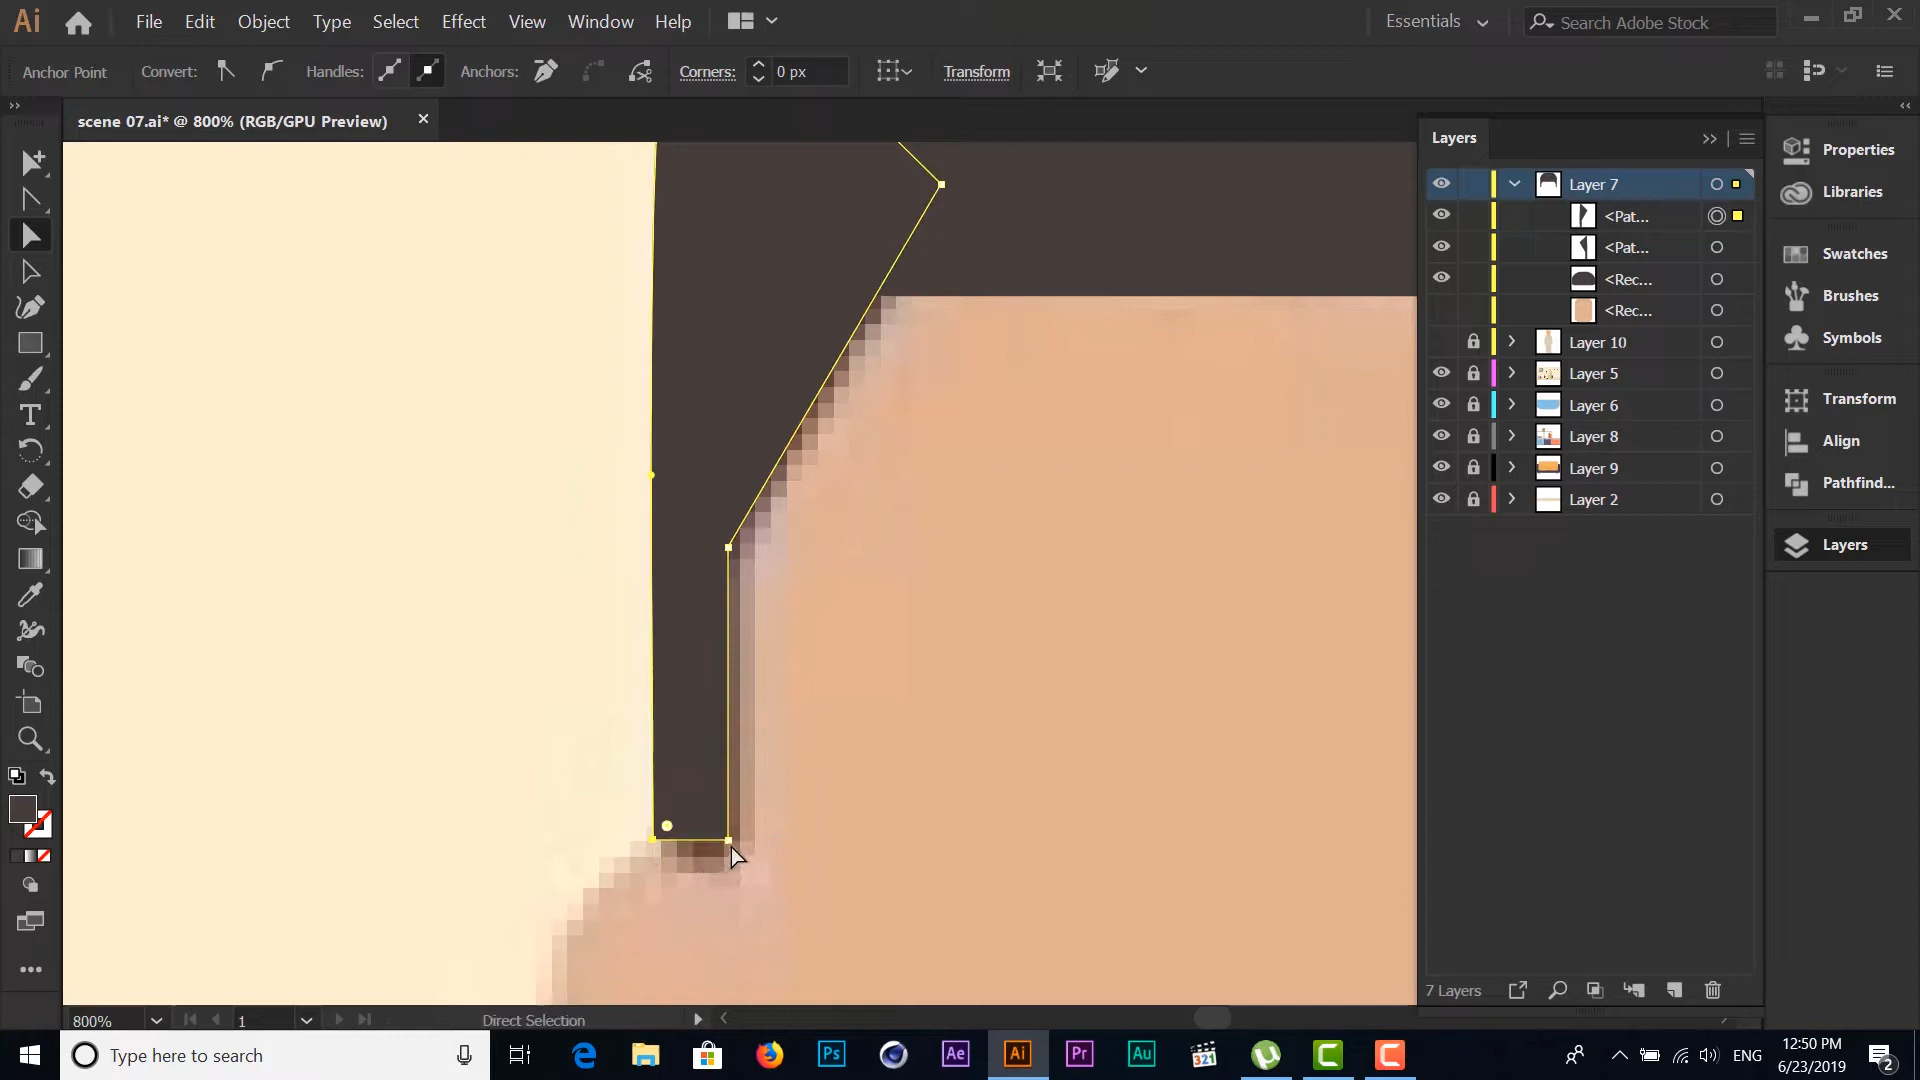 Ai File Edit Object Type Select Effect View Window Help Essentials Search Adobe Stock
Anchor Point Convert: Handles: Anchors: Corners: 0 px Transform
scene 07.ai* @ 800% (RGB/GPU Preview)
Layers
Layer 7
<Pat...
<Pat...
<Rec...
<Rec...
Layer 10
Layer 5
Layer 6
Layer 8
Layer 9
Layer 2
7 Layers
Properties
Libraries
Swatches
Brushes
Symbols
Transform
Align
Pathfind...
Layers
T
800% 1 Direct Selection
Type here to search
Ps Ae Ai Pr Au 321
ENG
12:50 PM
6/23/2019
2